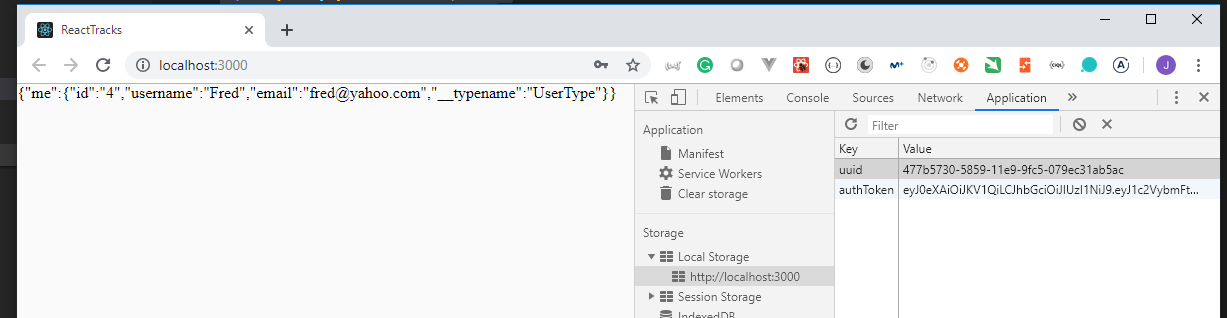 ReactTracks
localhost:3000
J
{"me":{"id":"4","username":"Fred","email":"fred@yahoo.com","__typename":"UserType"}}
Elements Console Sources Network Application
Application
Manifest
Service Workers
Clear storage
Storage
Local Storage
http://localhost:3000
Session Storage
IndexedDB
Filter
Key Value
uuid 477b5730-5859-11e9-9fc5-079ec31ab5ac
authToken eyJ0eXAiOiJKV1QiLCJhbGciOiJIUzI1NiJ9.eyJ1c2VybmFt...